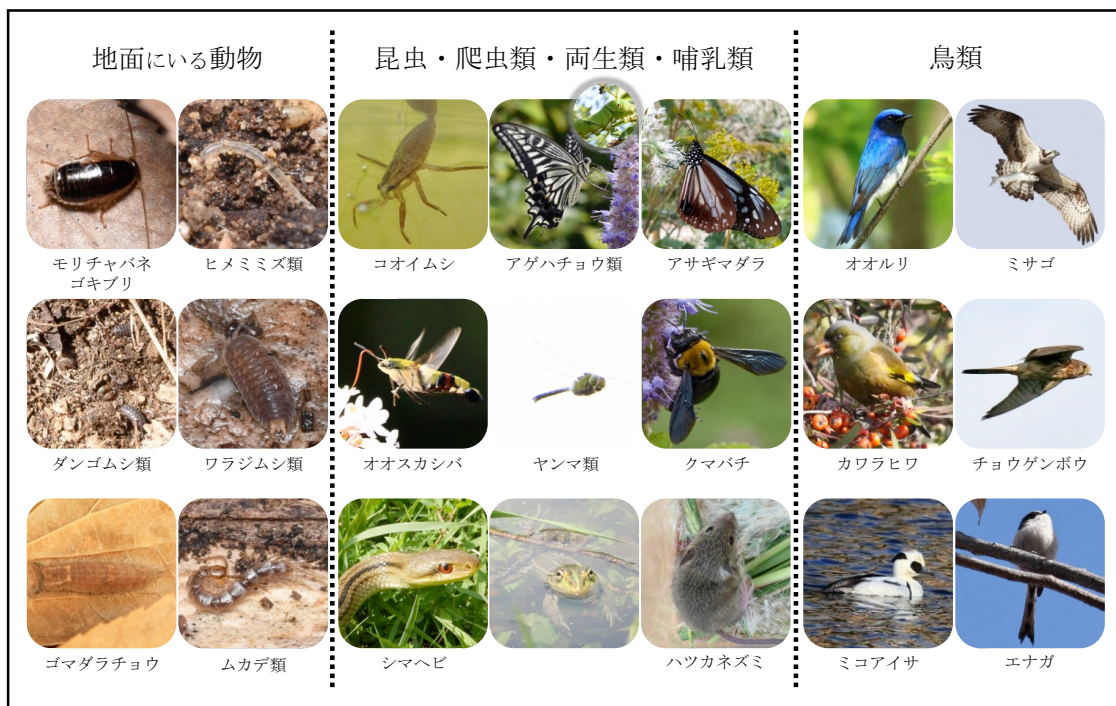 地面にいる動物
昆虫・爬虫類・両生類・哺乳類
鳥類
モリチャバネ
ゴキブリ
ヒメミミズ類
コオイムシ
アゲハチョウ類
アサギマダラ
オオルリ
ミサゴ
ダンゴムシ類
ワラジムシ類
オオスカシバ
ヤンマ類
クマバチ
カワラヒワ
チョウゲンボウ
ゴマダラチョウ
ムカデ類
シマヘビ
ハツカネズミ
ミコアイサ
エナガ